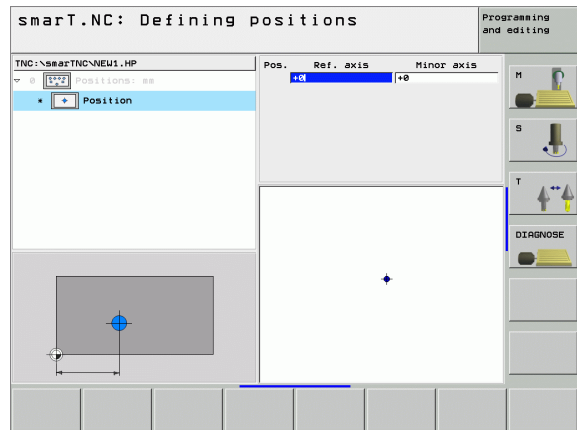 smarT.NC: Defining positions
Programming
and editing
TNC:\smarTNC\NEW1.HP
0 Positions: mm
* Position
Pos. Ref. axis Minor axis
+0 +0
M
S
T
DIAGNOSE